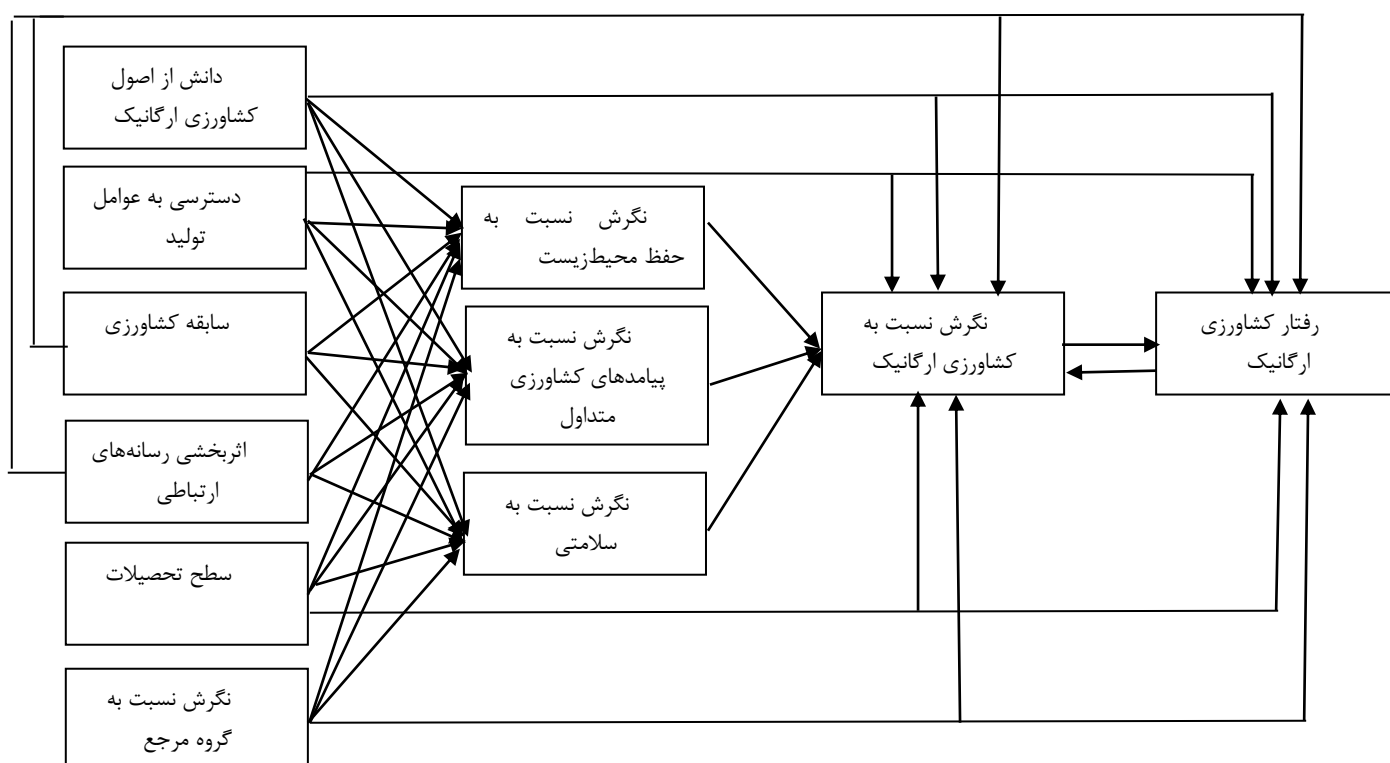 دانش از اصول
کشاورزی ارگانیک
دسترسی به عوامل
تولید
سابقه کشاورزی
اثربخشی رسانه‌های
ارتباطی
سطح تحصیلات
نگرش نسبت به
گروه مرجع
نگرش نسبت به
حفظ محیط‌زیست
نگرش نسبت به
پیامدهای کشاورزی
متداول
نگرش نسبت به
سلامتی
نگرش نسبت به
کشاورزی ارگانیک
رفتار کشاورزی
ارگانیک